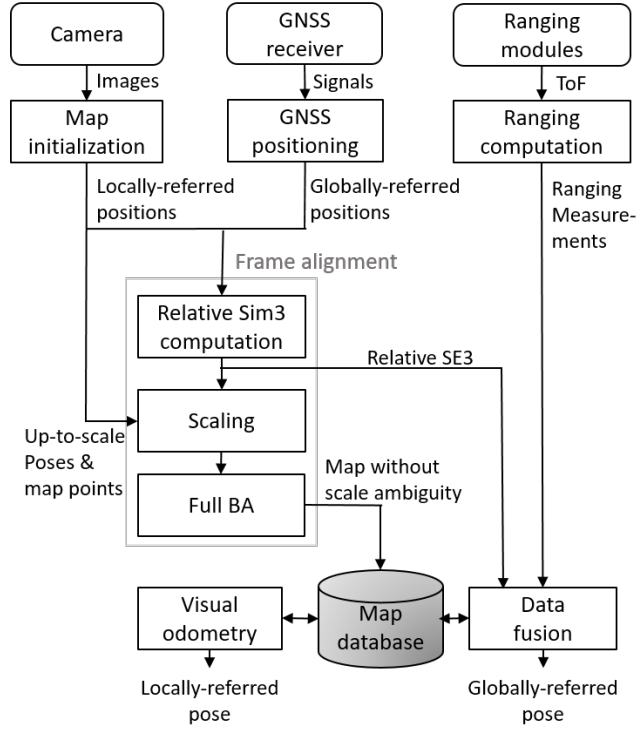 Camera
GNSS
receiver
Ranging
modules
Images
Signals
ToF
Map
initialization
GNSS
positioning
Ranging
computation
Locally-referred
positions
Globally-referred
positions
Ranging
Measure-
ments
Frame alignment
Relative Sim3
computation
Relative SE3
Scaling
Up-to-scale
Poses &
map points
Full BA
Map without
scale ambiguity
Visual
odometry
Map
database
Data
fusion
Locally-referred
pose
Globally-referred
pose